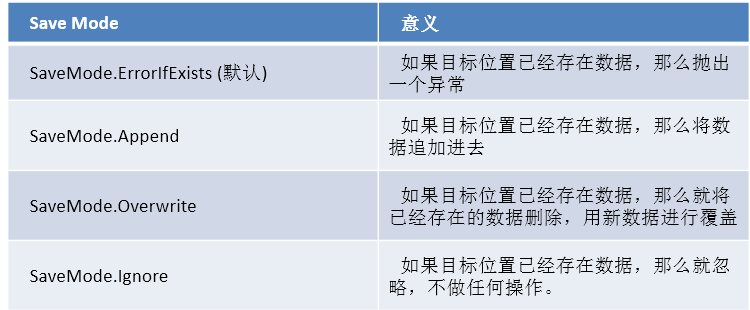 Save Mode
意义
SaveMode.ErrorIfExists (默认)
如果目标位置已经存在数据，那么抛出
一个异常
SaveMode.Append
如果目标位置已经存在数据，那么将数
据追加进去
SaveMode.Overwrite
如果目标位置已经存在数据，那么就将
已经存在的数据删除，用新数据进行覆盖
SaveMode.Ignore
如果目标位置已经存在数据，那么就忽
略，不做任何操作。